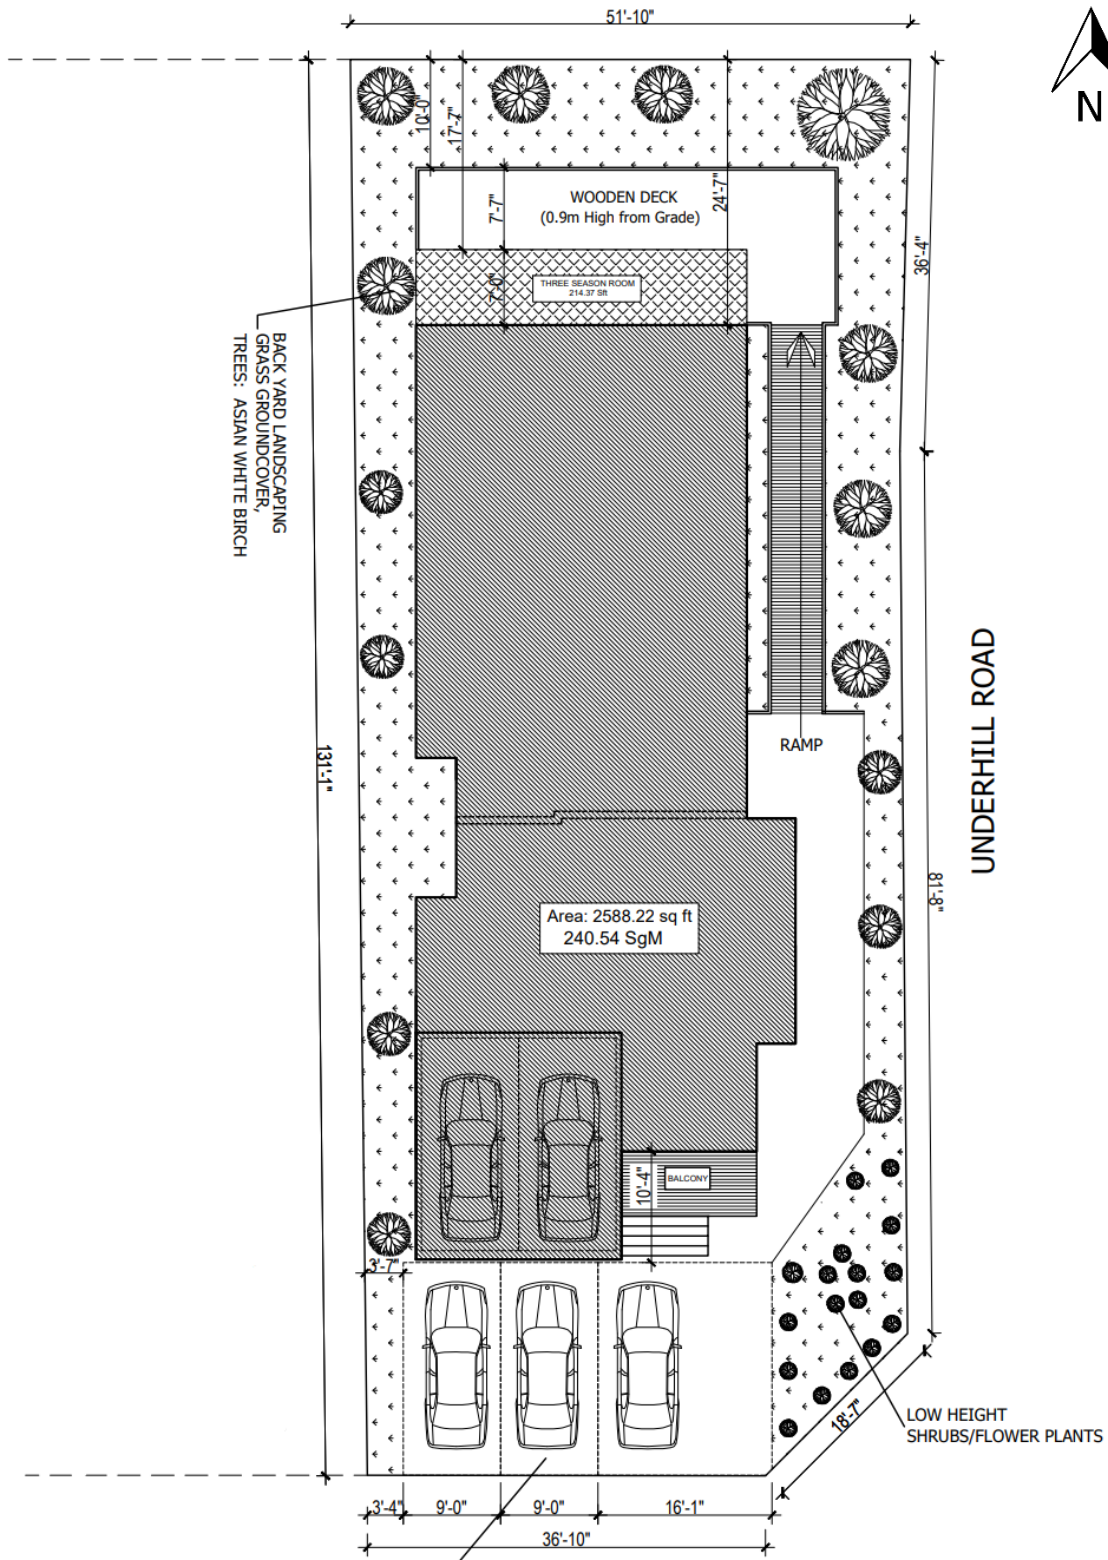 51'-10"
N
10'-0"
17'-7"
7'-7"
WOODEN DECK
(0.9m High from Grade)
24'-7"
36'-4"
7'-0"
THREE SEASON ROOM
214.37 Sft
BACK YARD LANDSCAPING
GRASS GROUNDCOVER,
TREES: ASIAN WHITE BIRCH
131'-1"
RAMP
UNDERHILL ROAD
81'-8"
Area: 2588.22 sq ft
240.54 SgM
10'-4"
BALCONY
3'-7"
18'-7"
LOW HEIGHT
SHRUBS/FLOWER PLANTS
3'-4"
9'-0"
9'-0"
16'-1"
36'-10"